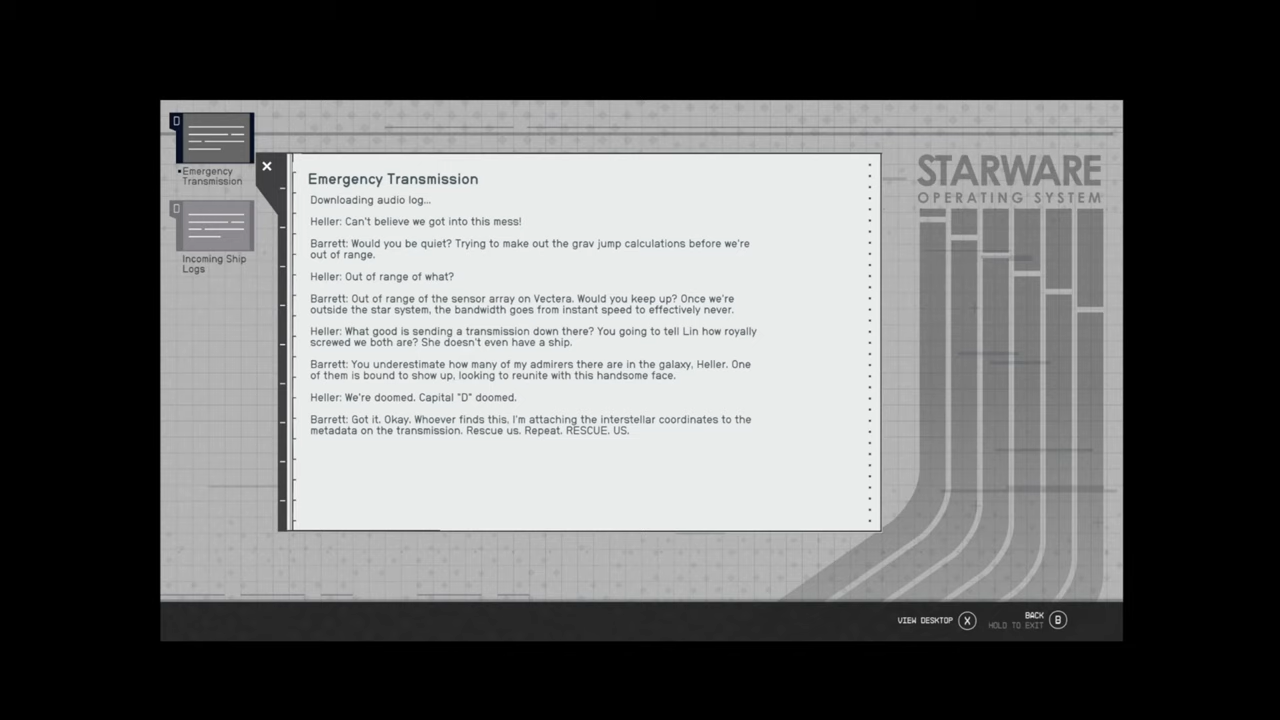 Emergency
Transmission
Incoming Ship
Logs
Emergency Transmission
Downloading audio log...
Heller: Can't believe we got into this mess!
Barrett: Would you be quiet? Trying to make out the grav jump calculations before we're
out of range.
Heller: Out of range of what?
Barrett: Out of range of the sensor array on Vectera. Would you keep up? Once we're
outside the star system, the bandwidth goes from instant speed to effectively never.
Heller: What good is sending a transmission down there? You going to tell Lin how royally
screwed we both are? She doesn't even have a ship.
Barrett: You underestimate how many of my admirers there are in the galaxy, Heller. One
of them is bound to show up, looking to reunite with this handsome face.
Heller: We're doomed. Capital "D" doomed.
Barrett: Got it. Okay. Whoever finds this, I'm attaching the interstellar coordinates to the
metadata on the transmission. Rescue us. Repeat. RESCUE. US.
STARWARE
OPERATING SYSTEM
VIEW DESKTOP X
BACK B
HOLD TO EXIT